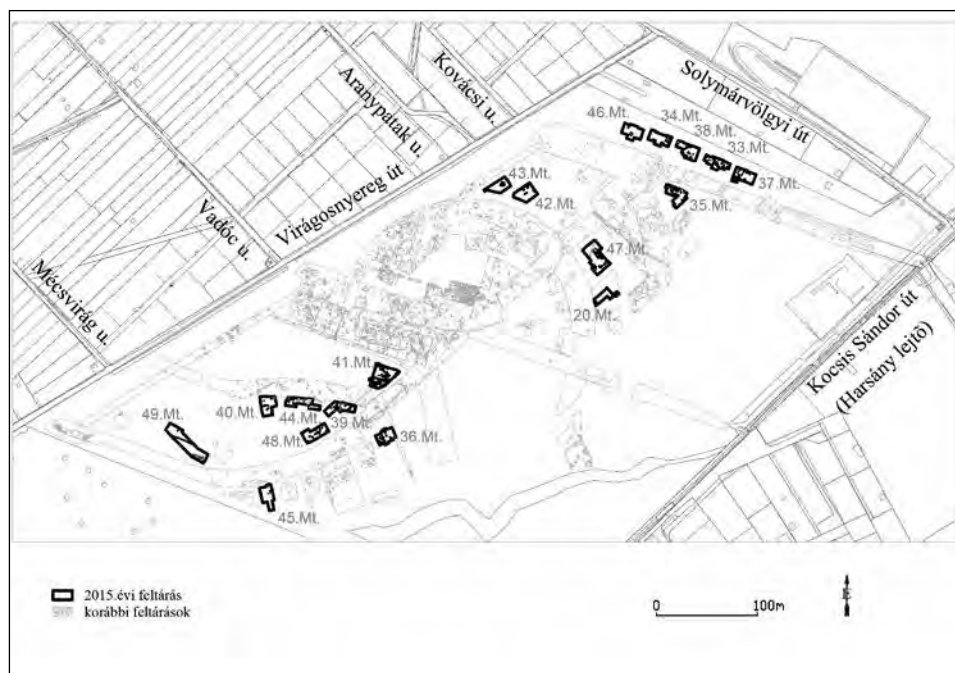 Solymárvölgyi út
Kovácsi u.
Aranypatak u.
Virágosnyereg út
Vadóc u.
Mécsvirág u.
46.Mt.
34.Mt.
38.Mt.
33.Mt.
37.Mt.
35.Mt.
43.Mt.
42.Mt.
47.Mt.
20.Mt.
Kocsis Sándor út
(Harsány lejtő)
41.Mt.
40.Mt.
44.Mt.
39.Mt.
49.Mt.
48.Mt.
36.Mt.
45.Mt.
2015.évi feltárás
korábbi feltárások
0 100m